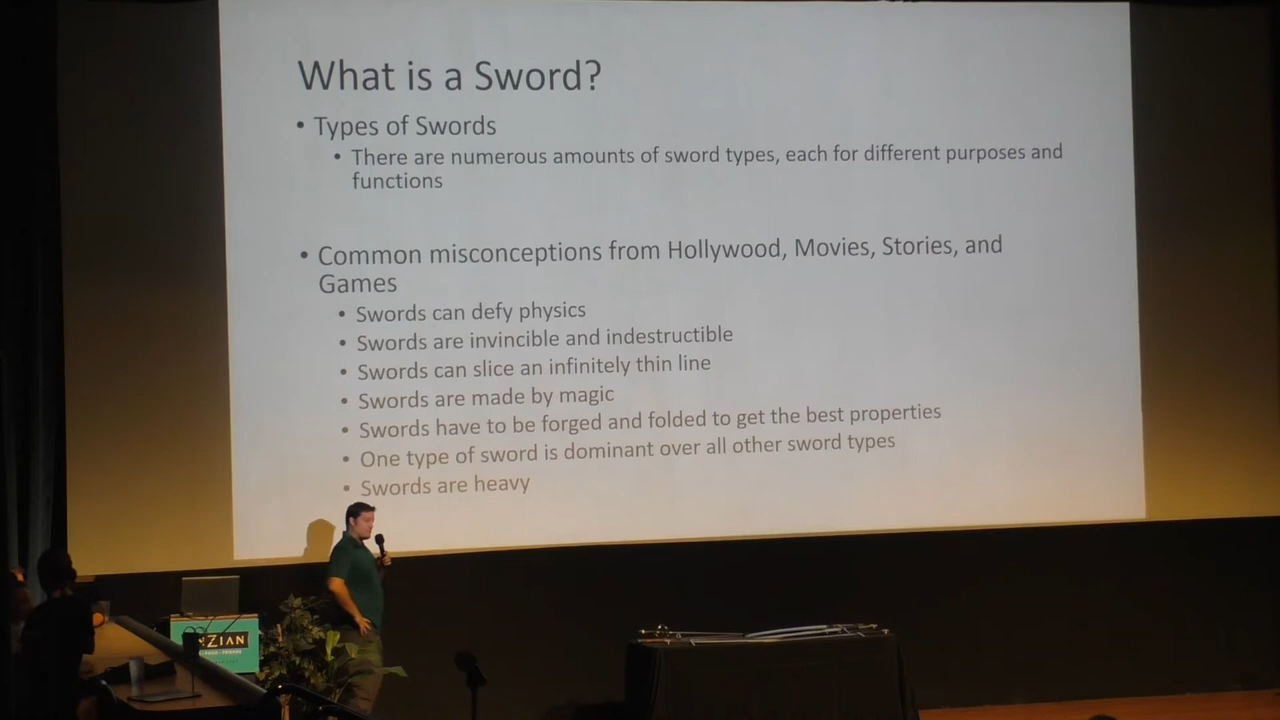 What is a Sword?
• Types of Swords
• There are numerous amounts of sword types, each for different purposes and
functions
• Common misconceptions from Hollywood, Movies, Stories, and
Games
• Swords can defy physics
• Swords are invincible and indestructible
• Swords can slice an infinitely thin line
• Swords are made by magic
• Swords have to be forged and folded to get the best properties
• One type of sword is dominant over all other sword types
• Swords are heavy
NZIAN